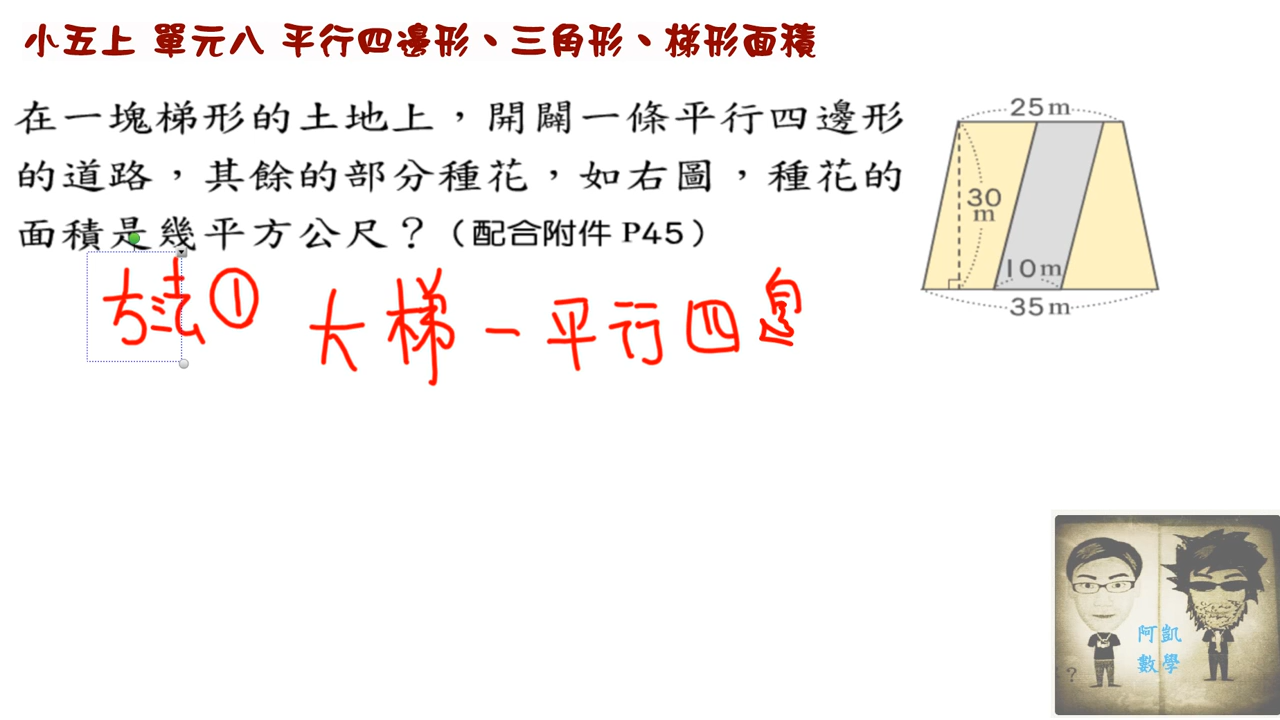 小五上 單元八 平行四邊形、三角形、梯形面積
在一塊梯形的土地上，開闢一條平行四邊形
的道路，其餘的部分種花，如右圖，種花的
面積是幾平方公尺？（配合附件 P45）
25m
30
m
10m
35m
方法① 大梯－平行四邊
阿凱
數學
?